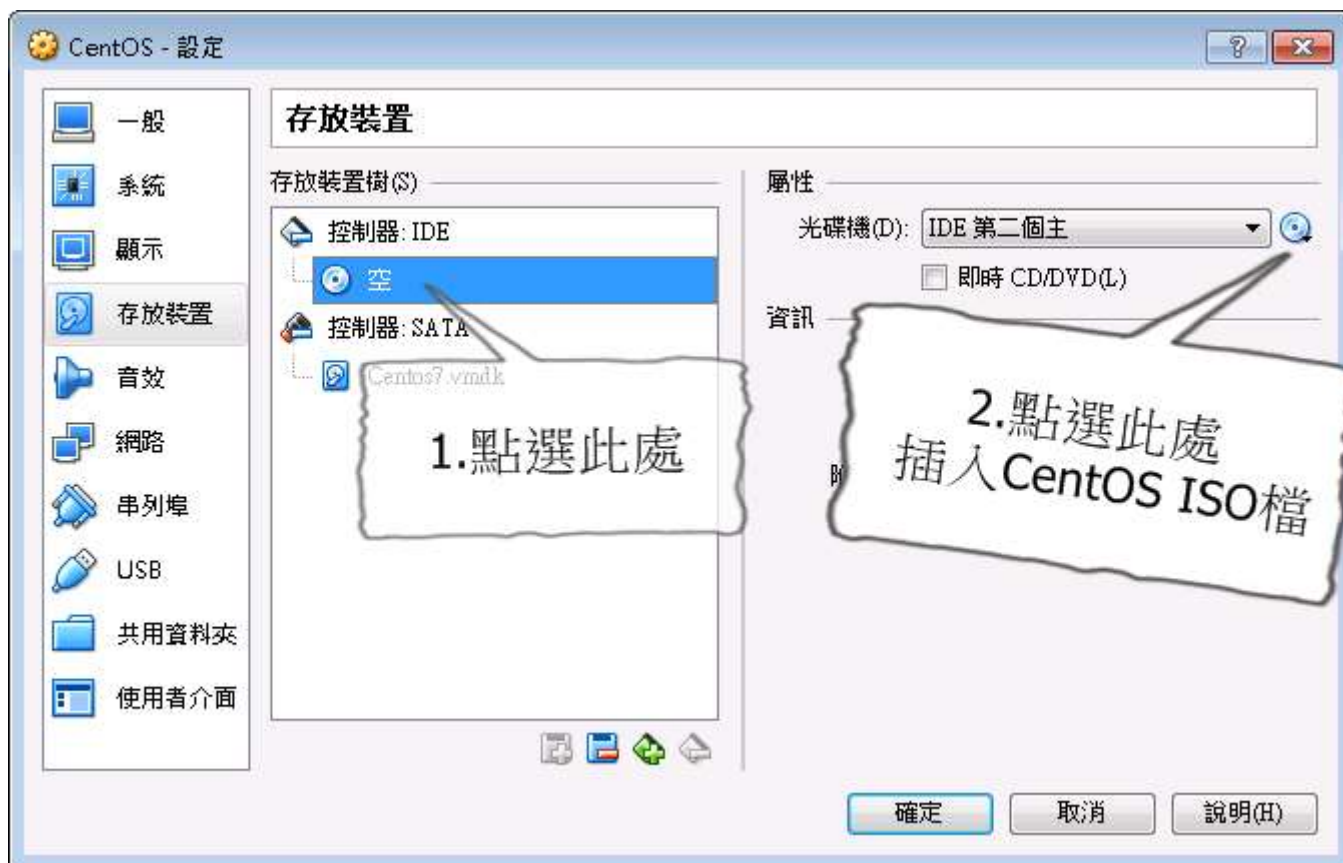 CentOS - 設定
一般
系統
顯示
存放裝置
音效
網路
串列埠
USB
共用資料夾
使用者介面
存放裝置
存放裝置樹(S)
控制器: IDE
空
控制器: SATA
Centos7.vmdk
1.點選此處
屬性
光碟機(D): IDE 第二個主
即時 CD/DVD(L)
資訊
2.點選此處
插入CentOS ISO檔
確定
取消
說明(H)